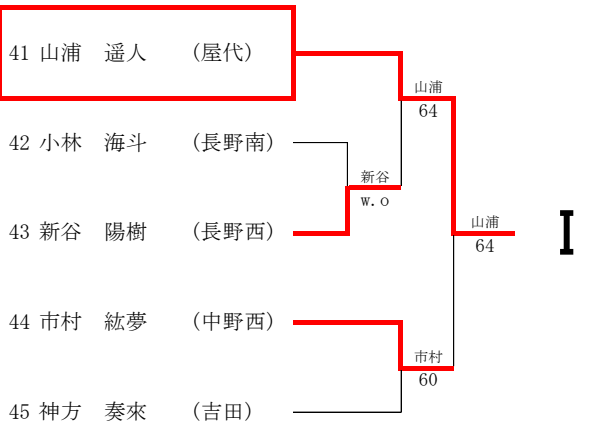 41 山浦 遥人 (屋代)
山浦
64
42 小林 海斗 (長野南)
新谷
w.o
43 新谷 陽樹 (長野西)
山浦
64
I
44 市村 紘夢 (中野西)
市村
60
45 神方 奏來 (吉田)